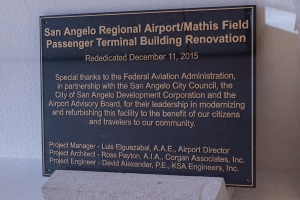 San Angelo Regional Airport/Mathis Field
Passenger Terminal Building Renovation
Rededicated December 11, 2015
Special thanks to the Federal Aviation Administration,
in partnership with the San Angelo City Council, the
City of San Angelo Development Corporation and the
Airport Advisory Board, for their leadership in modernizing
and refurbishing this facility to the benefit of our citizens
and travelers to our community.
Project Manager - Luis Elguezabal, A.A.E., Airport Director
Project Architect - Ross Payton, A.I.A., Corgan Associates, Inc.
Project Engineer - David Alexander, P.E., KSA Engineers, Inc.